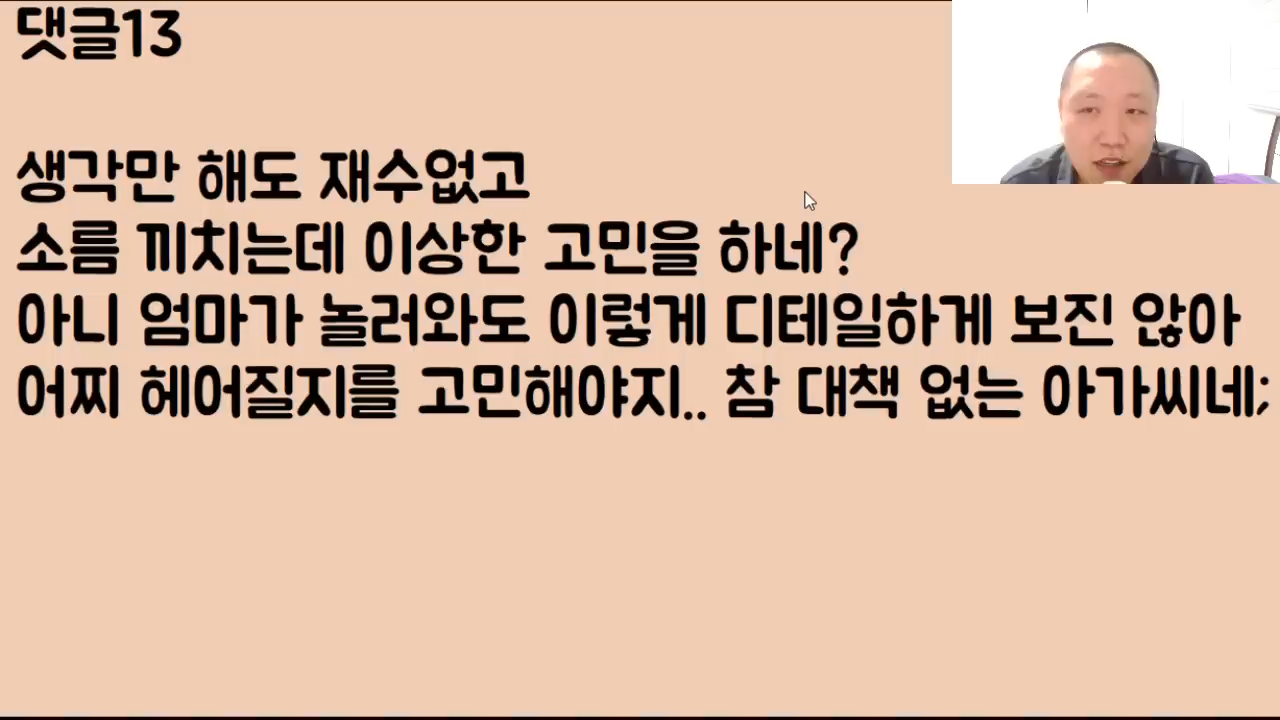 댓글13
생각만 해도 재수없고
소름 끼치는데 이상한 고민을 하네?
아니 엄마가 놀러와도 이렇게 디테일하게 보진 않아
어찌 헤어질지를 고민해야지.. 참 대책 없는 아가씨네;